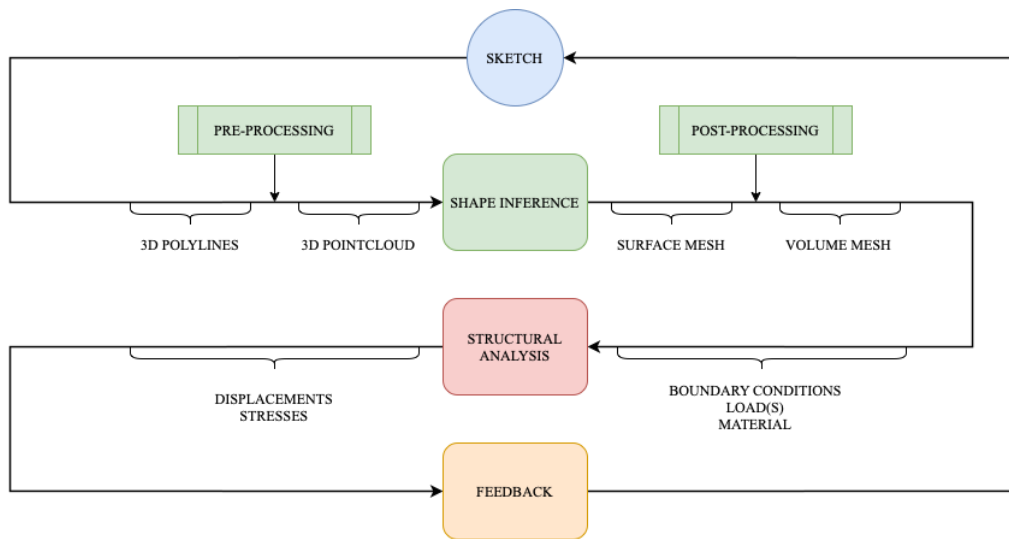 SKETCH
PRE-PROCESSING
POST-PROCESSING
SHAPE INFERENCE
3D POLYLINES
3D POINTCLOUD
SURFACE MESH
VOLUME MESH
STRUCTURAL
ANALYSIS
DISPLACEMENTS
STRESSES
BOUNDARY CONDITIONS
LOAD(S)
MATERIAL
FEEDBACK